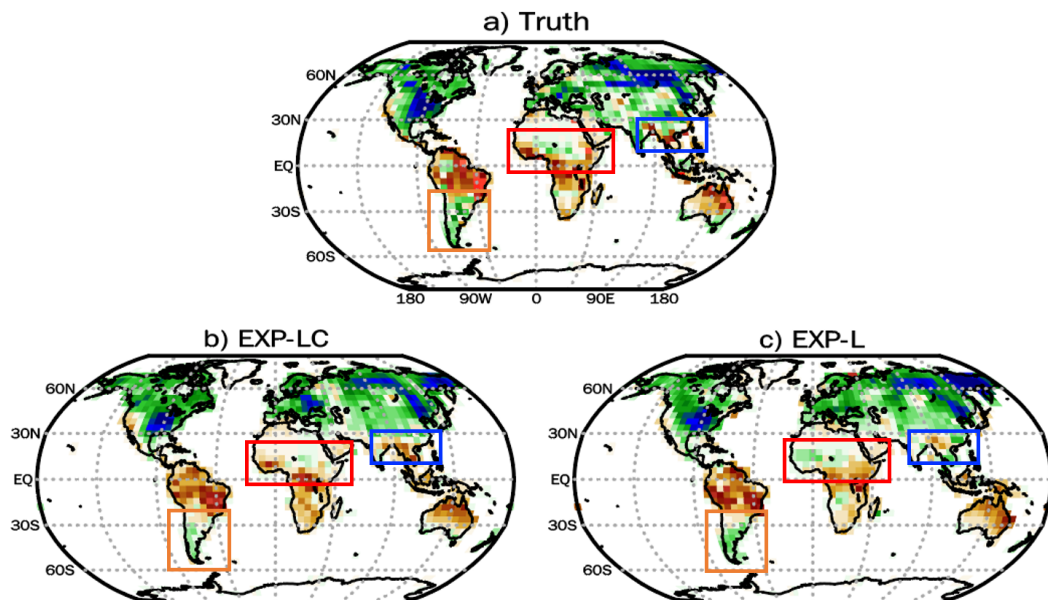 a) Truth
60N
30N
EQ
30S
60S
180 90W 0 90E 180
b) EXP-LC
60N
30N
EQ
30S
60S
c) EXP-L
60N
30N
EQ
30S
60S